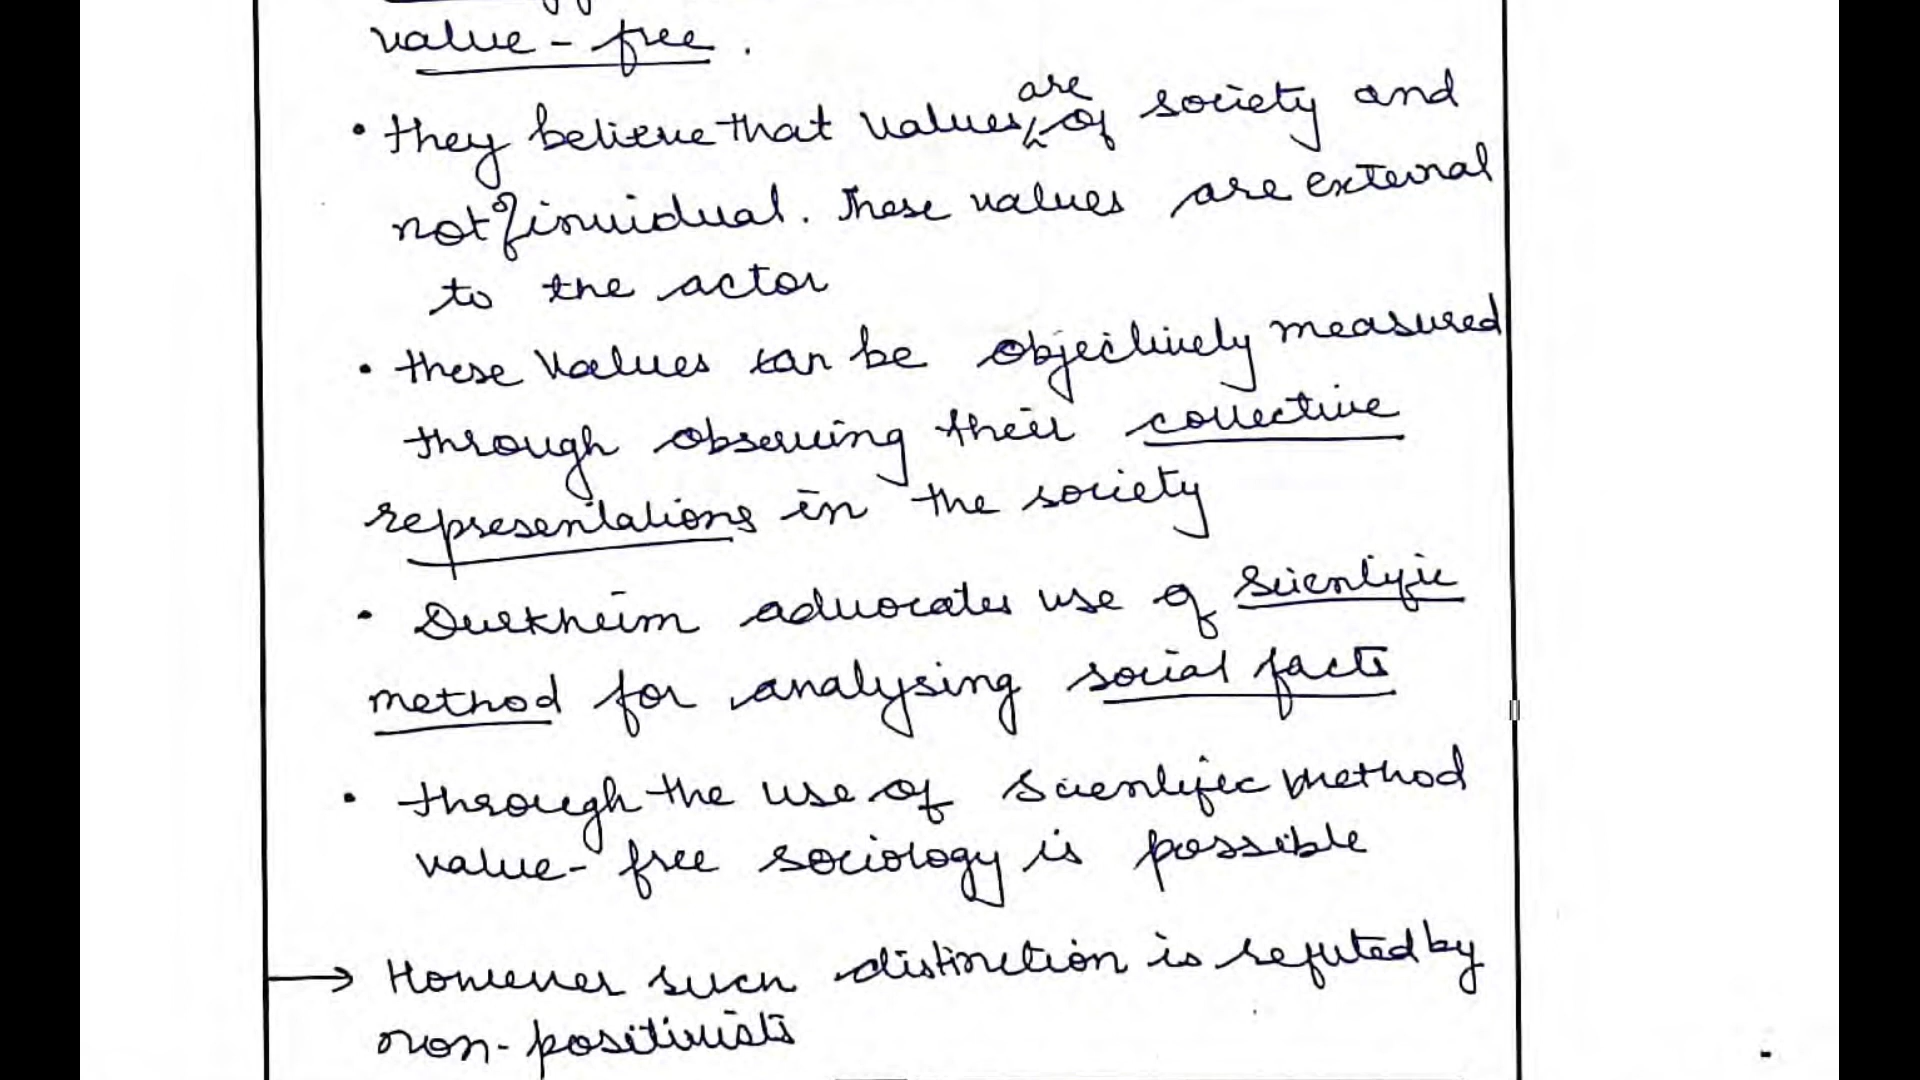 value - free .
• they believe that values are of society and
not of inividual. These values are external
to the actor
• these values can be objectively measured
through observing their collective
representations in the society
• Durkheim advocates use of scientific
method for analysing social facts
• through the use of scientific method
value - free sociology is possible
→ However such distinction is refuted by
non - positivists